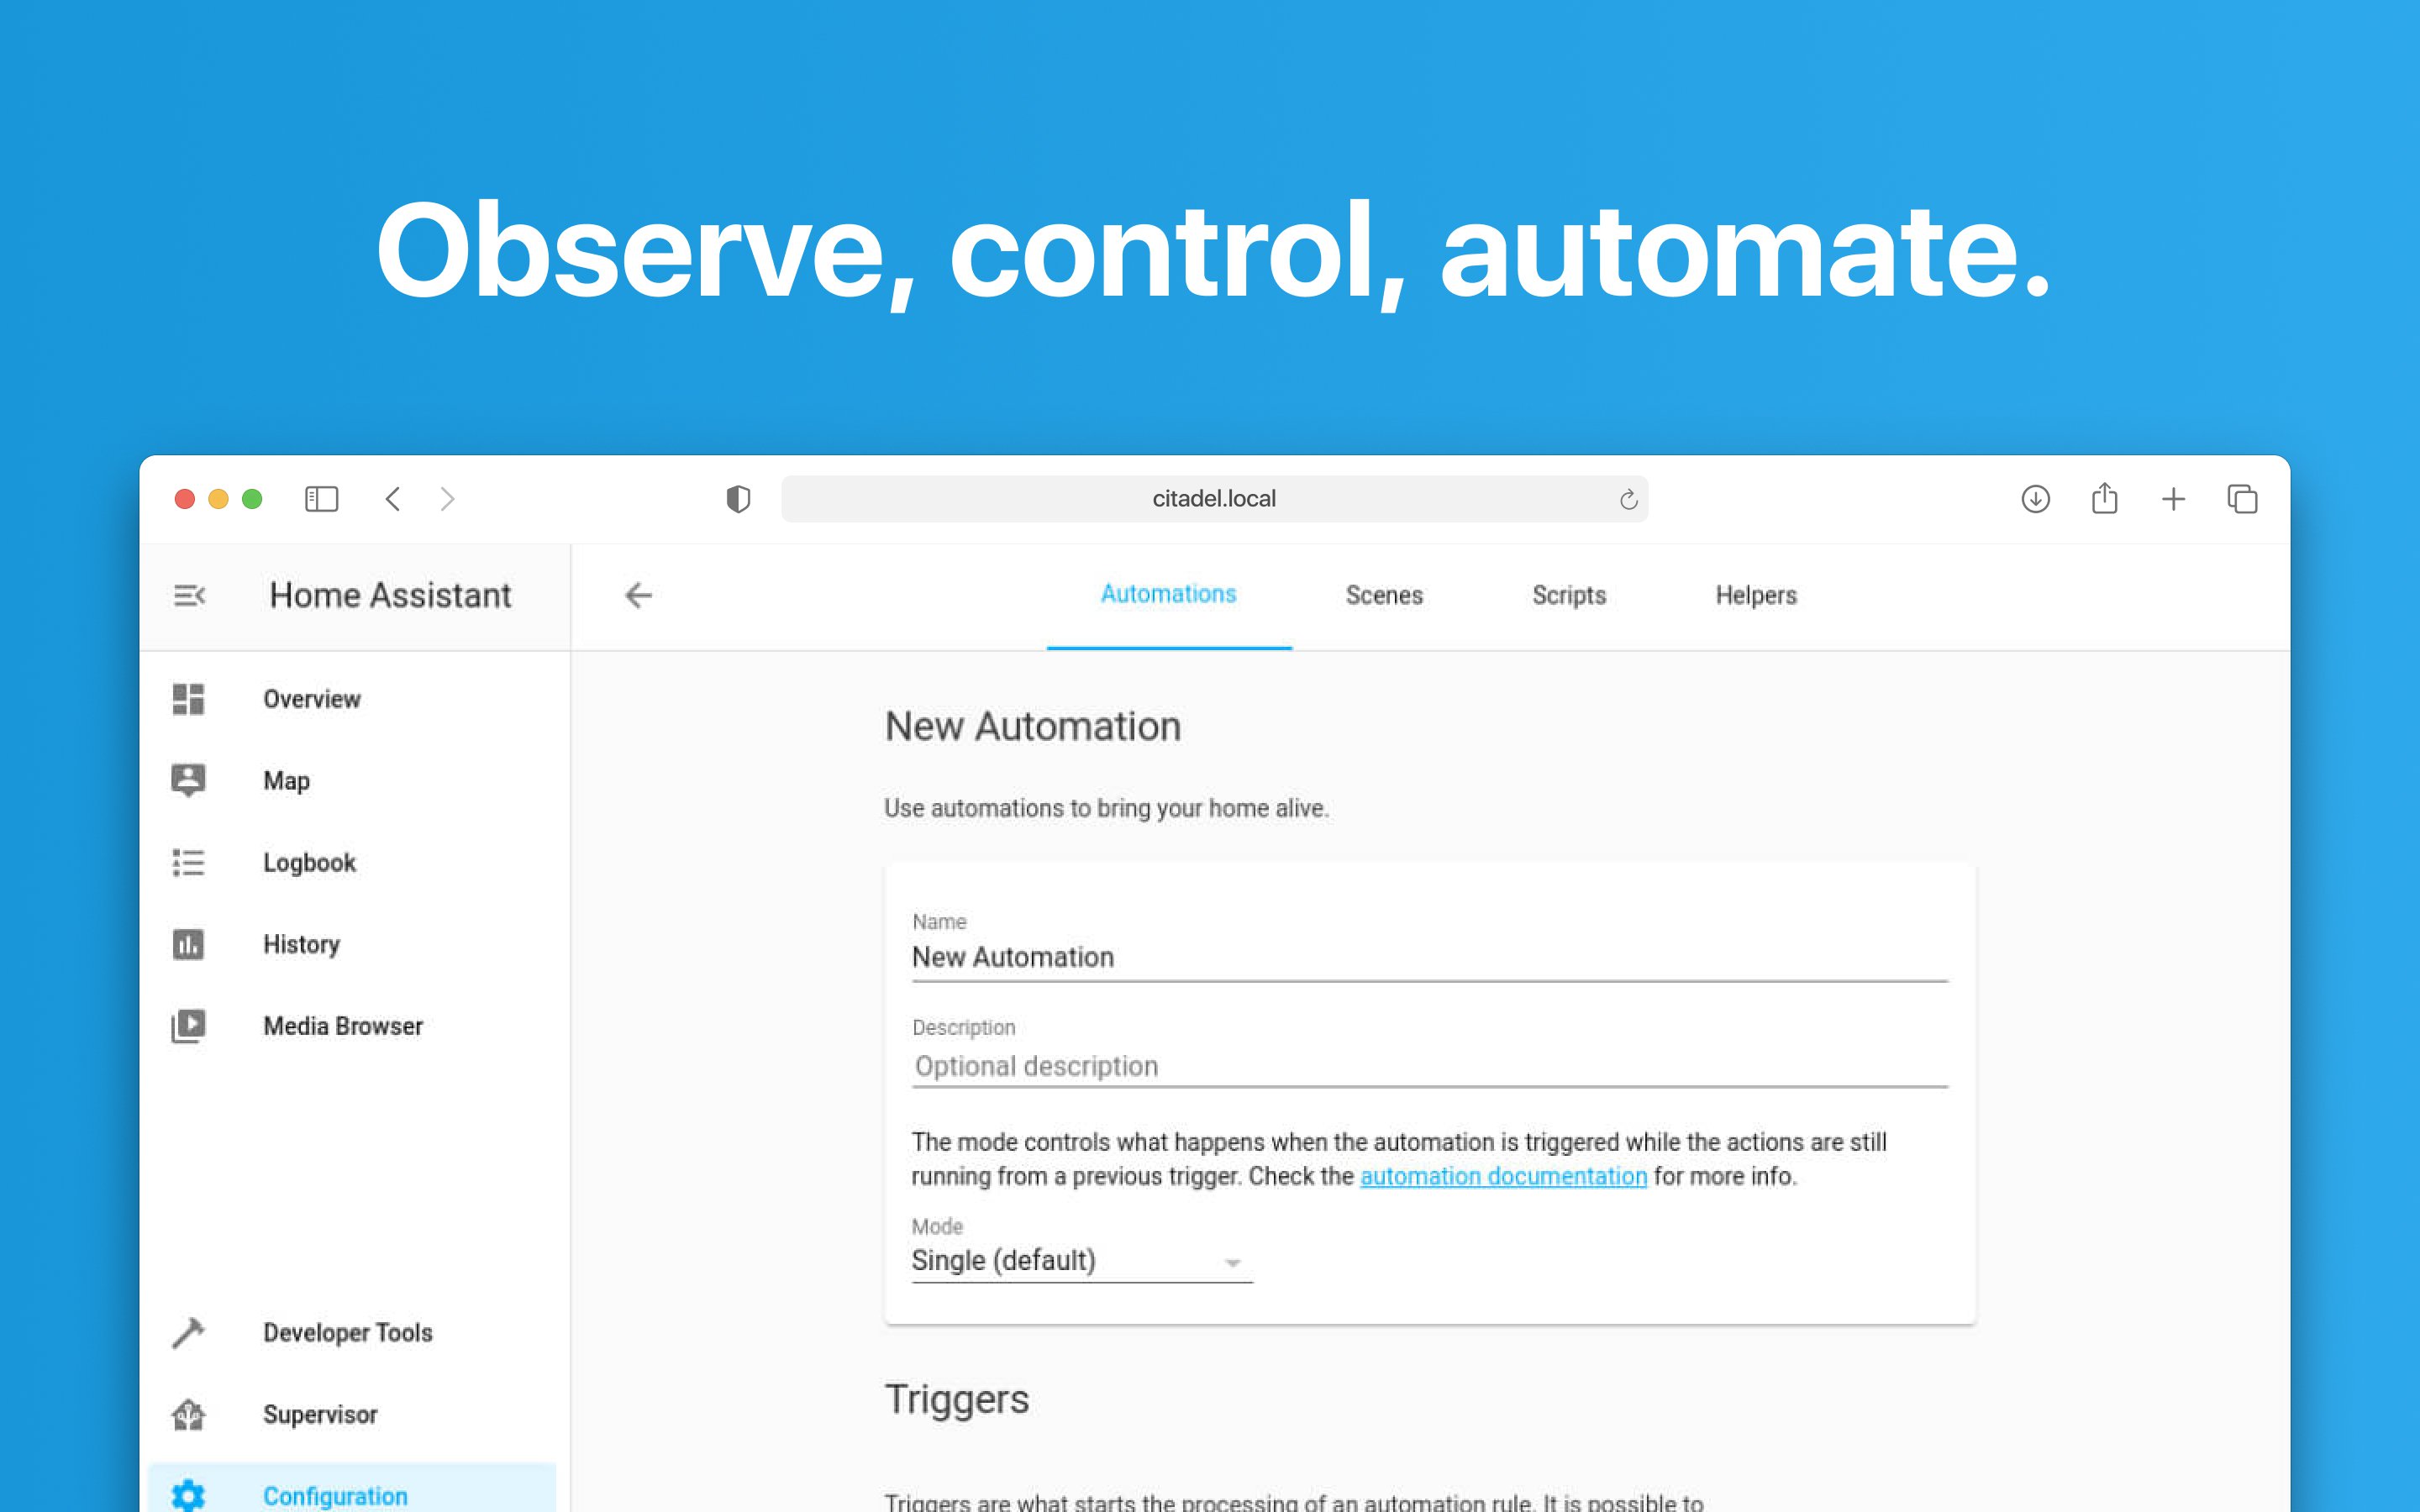 Observe, control, automate.
citadel.local
Home Assistant
Automations
Scenes
Scripts
Helpers
Overview
Map
Logbook
History
Media Browser
Developer Tools
Supervisor
Configuration
New Automation
Use automations to bring your home alive.
Name
New Automation
Description
Optional description
The mode controls what happens when the automation is triggered while the actions are still
running from a previous trigger. Check the automation documentation for more info.
Mode
Single (default)
Triggers
Triggers are what starts the processing of an automation rule. It is possible to